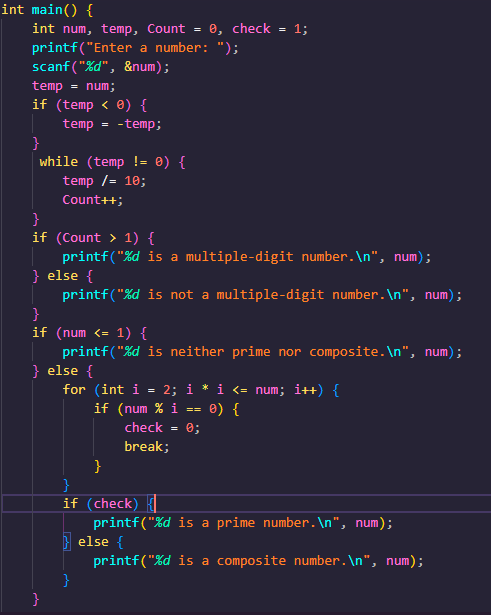 int main() {
    int num, temp, Count = 0, check = 1;
    printf("Enter a number: ");
    scanf("%d", &num);
    temp = num;
    if (temp < 0) {
        temp = -temp;
    }
     while (temp != 0) {
        temp /= 10;
        Count++;
    }
    if (Count > 1) {
        printf("%d is a multiple-digit number.\n", num);
    } else {
        printf("%d is not a multiple-digit number.\n", num);
    }
    if (num <= 1) {
        printf("%d is neither prime nor composite.\n", num);
    } else {
        for (int i = 2; i * i <= num; i++) {
            if (num % i == 0) {
                check = 0;
                break;
            }
        }
        if (check) {
            printf("%d is a prime number.\n", num);
        } else {
            printf("%d is a composite number.\n", num);
        }
    }